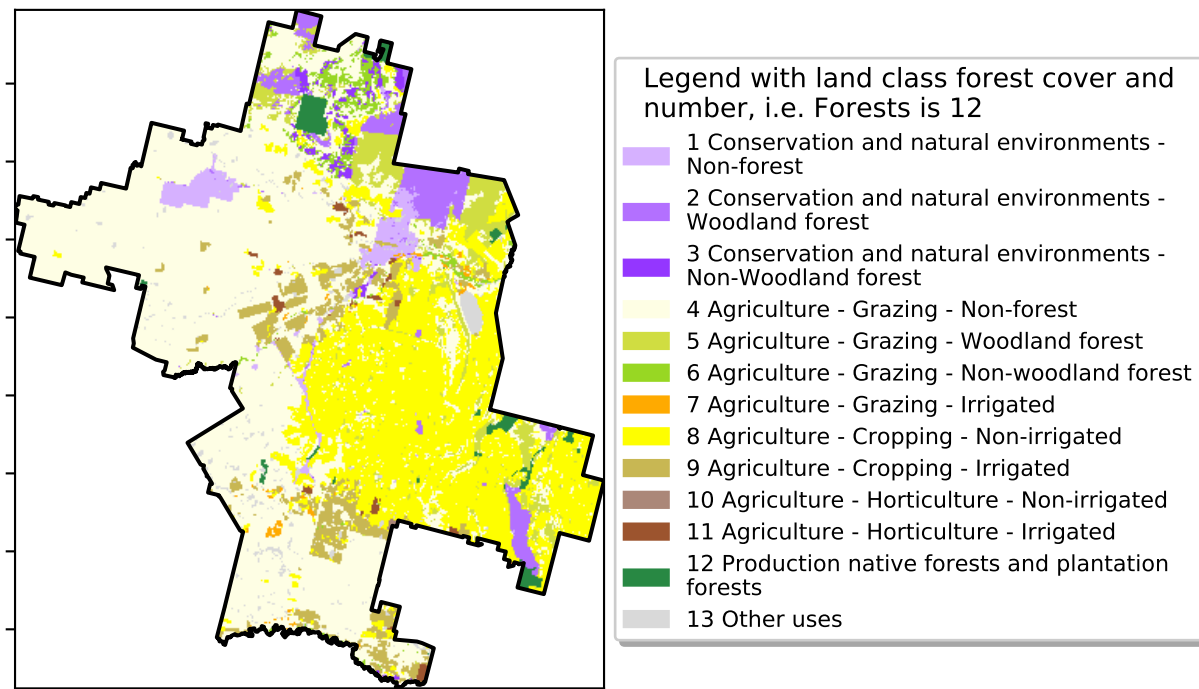 Legend with land class forest cover and
number, i.e. Forests is 12
1 Conservation and natural environments -
Non-forest
2 Conservation and natural environments -
Woodland forest
3 Conservation and natural environments -
Non-Woodland forest
4 Agriculture - Grazing - Non-forest
5 Agriculture - Grazing - Woodland forest
6 Agriculture - Grazing - Non-woodland forest
7 Agriculture - Grazing - Irrigated
8 Agriculture - Cropping - Non-irrigated
9 Agriculture - Cropping - Irrigated
10 Agriculture - Horticulture - Non-irrigated
11 Agriculture - Horticulture - Irrigated
12 Production native forests and plantation
forests
13 Other uses